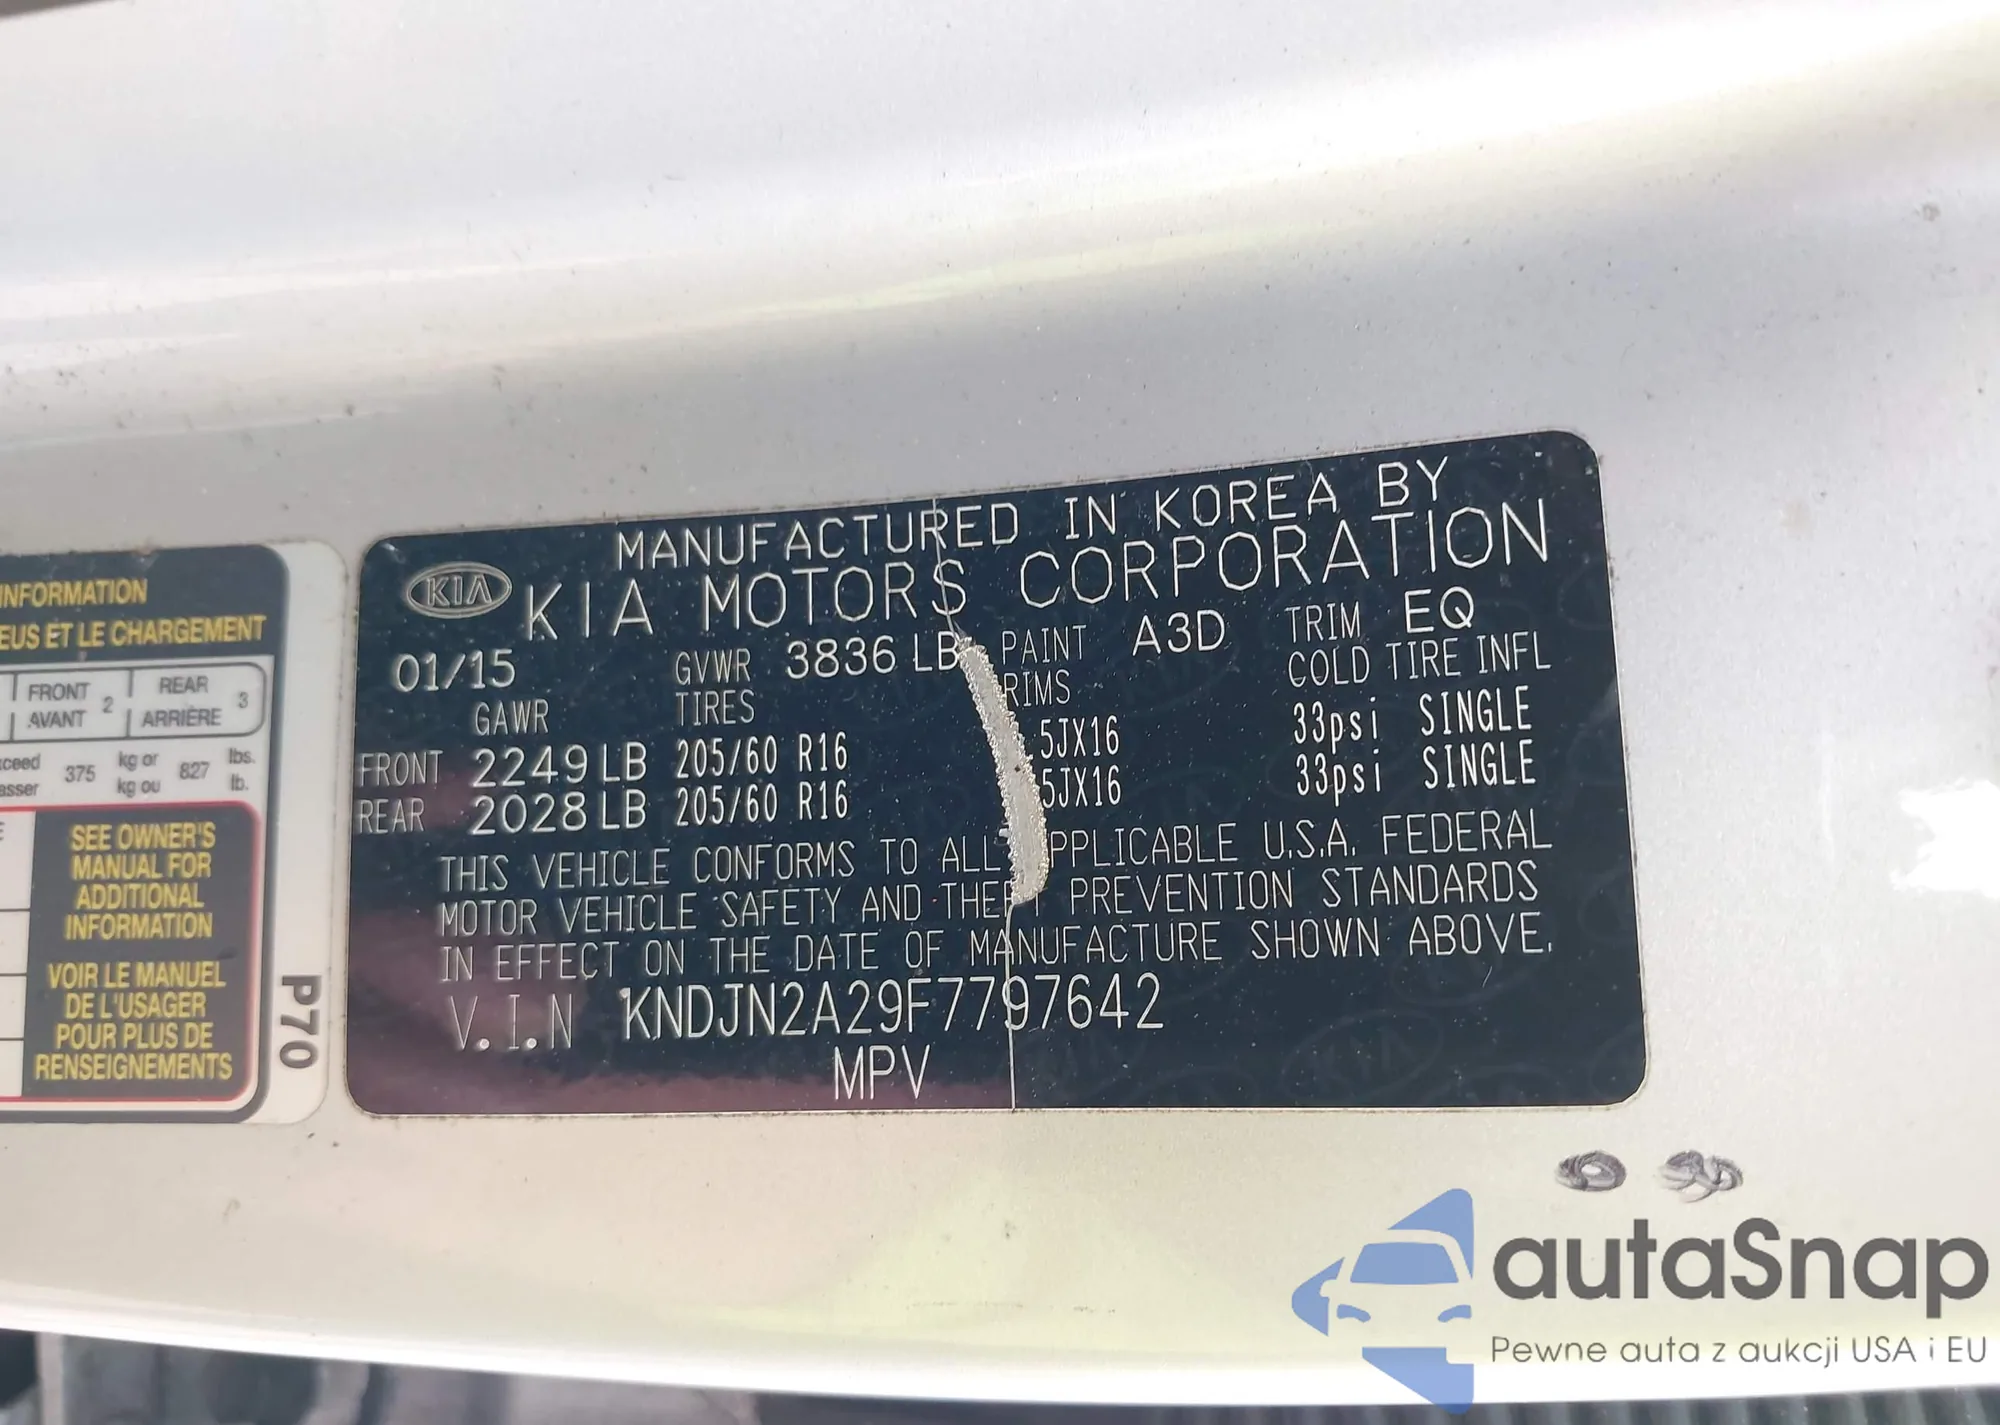 INFORMATION
EUS ET LE CHARGEMENT
FRONT 2 REAR 3
AVANT ARRIÈRE
xceed 375 kg or 827 lbs.
asser kg ou lb.
SEE OWNER'S
MANUAL FOR
ADDITIONAL
INFORMATION
VOIR LE MANUEL
DE L'USAGER
POUR PLUS DE
RENSEIGNEMENTS
P70
MANUFACTURED IN KOREA BY
KIA KIA MOTORS CORPORATION
01/15 GVWR 3836 LB PAINT A3D TRIM EQ
GAWR TIRES RIMS COLD TIRE INFL
FRONT 2249 LB 205/60 R16 .5JX16 33psi SINGLE
REAR 2028 LB 205/60 R16 5JX16 33psi SINGLE
THIS VEHICLE CONFORMS TO ALL PPLICABLE U.S.A. FEDERAL
MOTOR VEHICLE SAFETY AND THEFT PREVENTION STANDARDS
IN EFFECT ON THE DATE OF MANUFACTURE SHOWN ABOVE.
V.I.N KNDJN2A29F7797642
MPV
autaSnap
Pewne auta z aukcji USA i EU